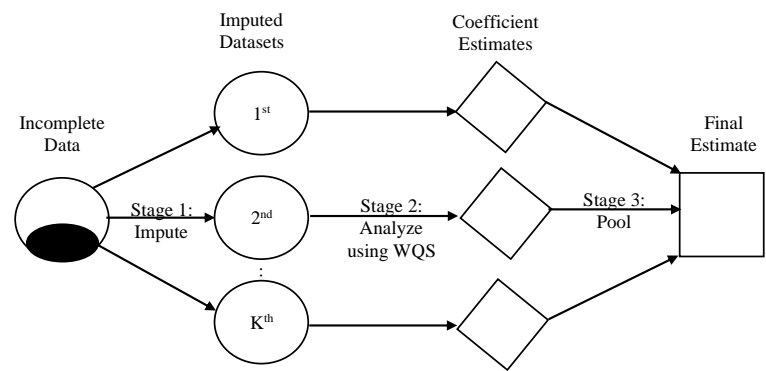 Imputed
Datasets
Coefficient
Estimates
Incomplete
Data
1st
Final
Estimate
Stage 1:
Impute
2nd
Stage 2:
Analyze
using WQS
Stage 3:
Pool
:
Kth